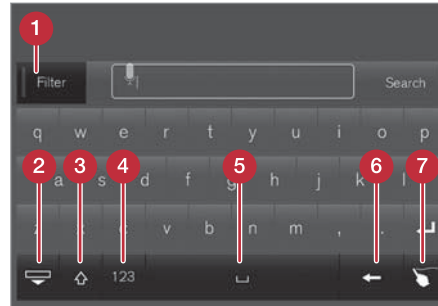 1
Filter Search
q w e r t y u i o p
2 3 4 5 6 7
a s d f g h j k l
z x c v b n m , .
123